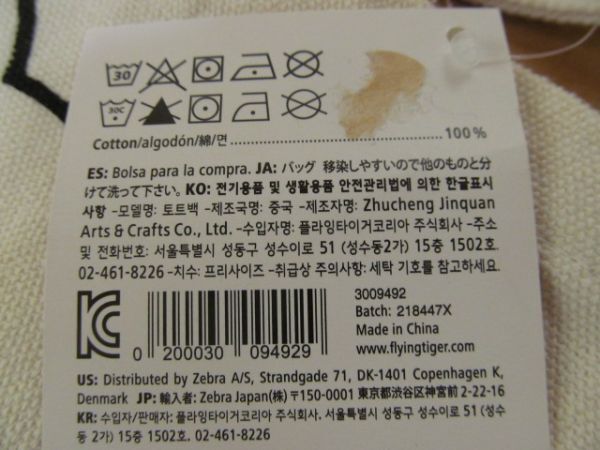 30
30C
Cotton/algodón/綿/면 100%
ES: Bolsa para la compra. JA: バッグ 移染しやすいので他のものと分
けて洗って下さい。KO: 전기용품 및 생활용품 안전관리법에 의한 한글표시
사항 -모델명: 토트백 -제조국명: 중국 -제조자명: Zhucheng Jinquan
Arts & Crafts Co., Ltd. -수입자명: 플라잉타이거코리아 주식회사 -주소
및 전화번호: 서울특별시 성동구 성수이로 51 (성수동2가) 15층 1502호.
02-461-8226 -치수: 프리사이즈 -취급상 주의사항: 세탁 기호를 참고하세요.
3009492
Batch: 218447X
Made in China
www.flyingtiger.com
0 200030 094929
US: Distributed by Zebra A/S, Strandgade 71, DK-1401 Copenhagen K,
Denmark JP: 輸入者: Zebra Japan(株) 〒150-0001 東京都渋谷区神宮前 2-22-16
KR: 수입자/판매자: 플라잉타이거코리아 주식회사. 서울특별시 성동구 성수이로 51 (성수
동 2가) 15층 1502호. 02-461-8226